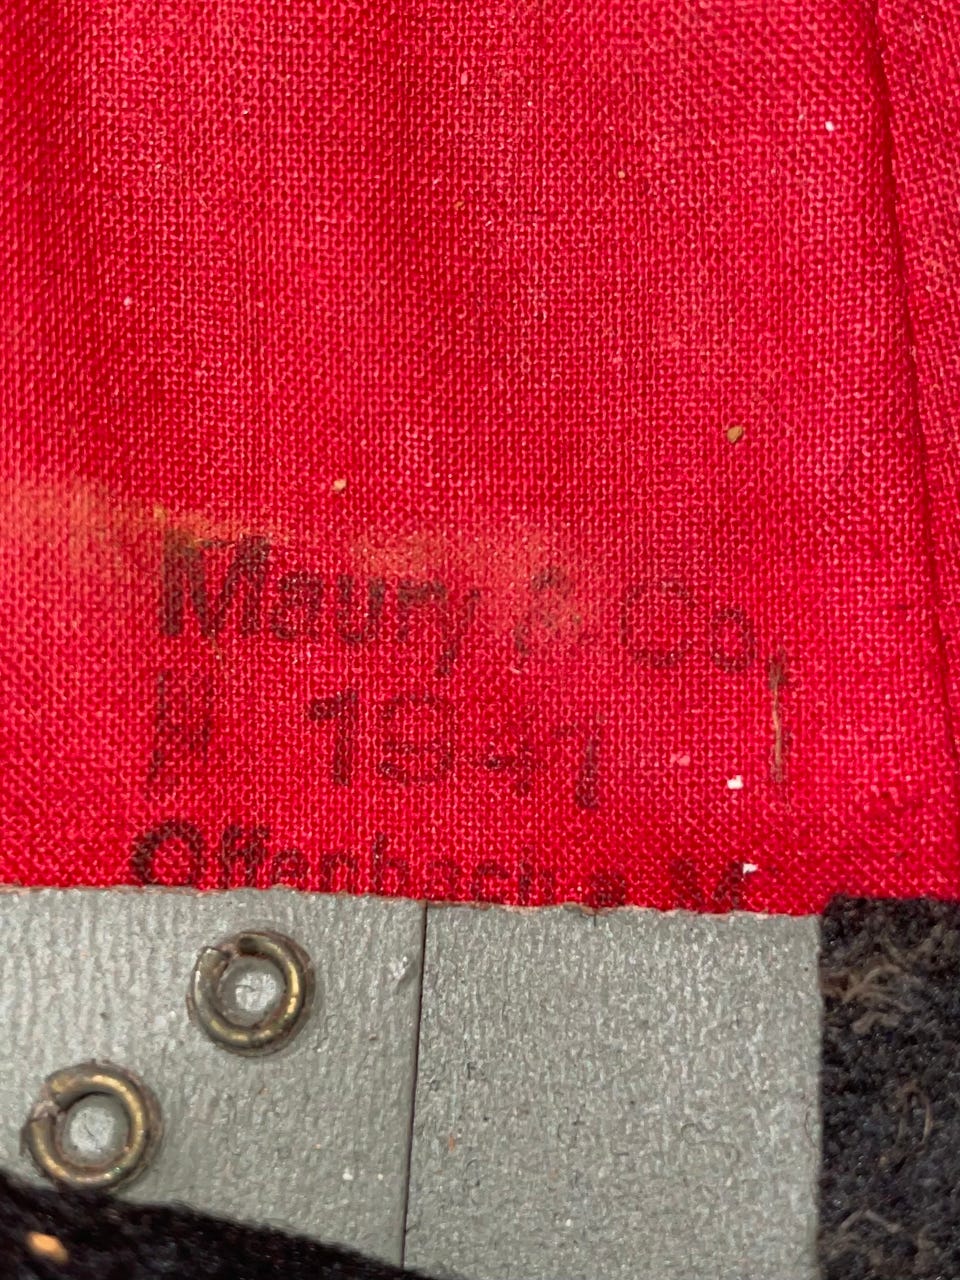 Maury & Co.
1941
Offenbach a. M.